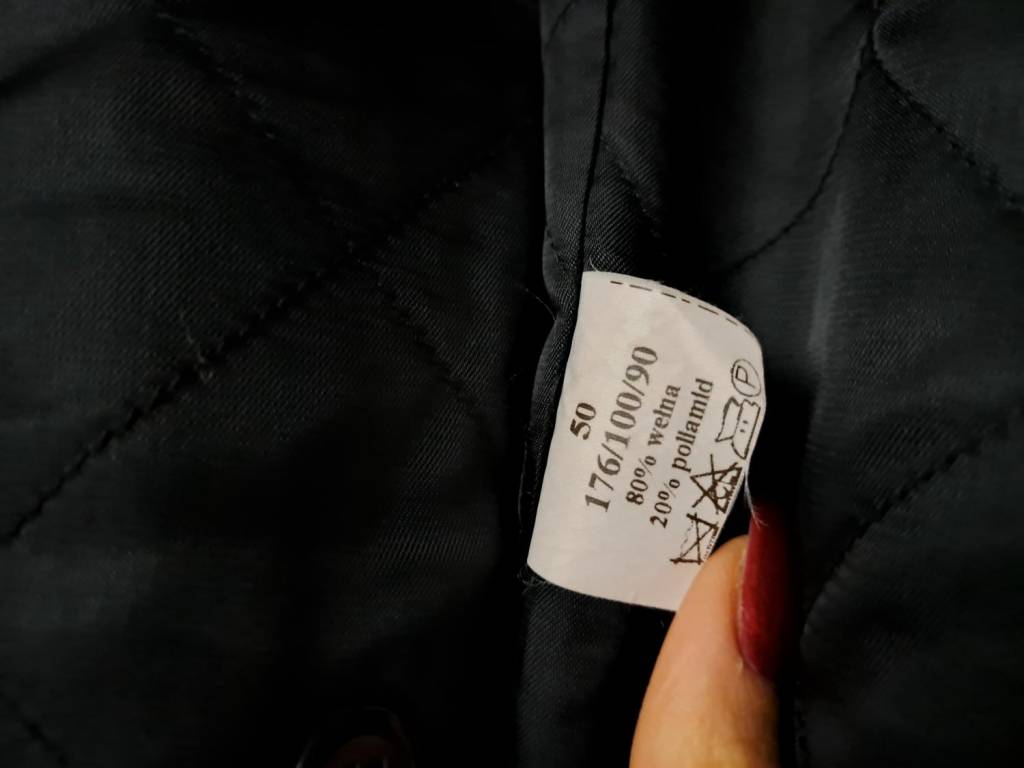 50
176/100/90
80% wełna
20% poliamid
P